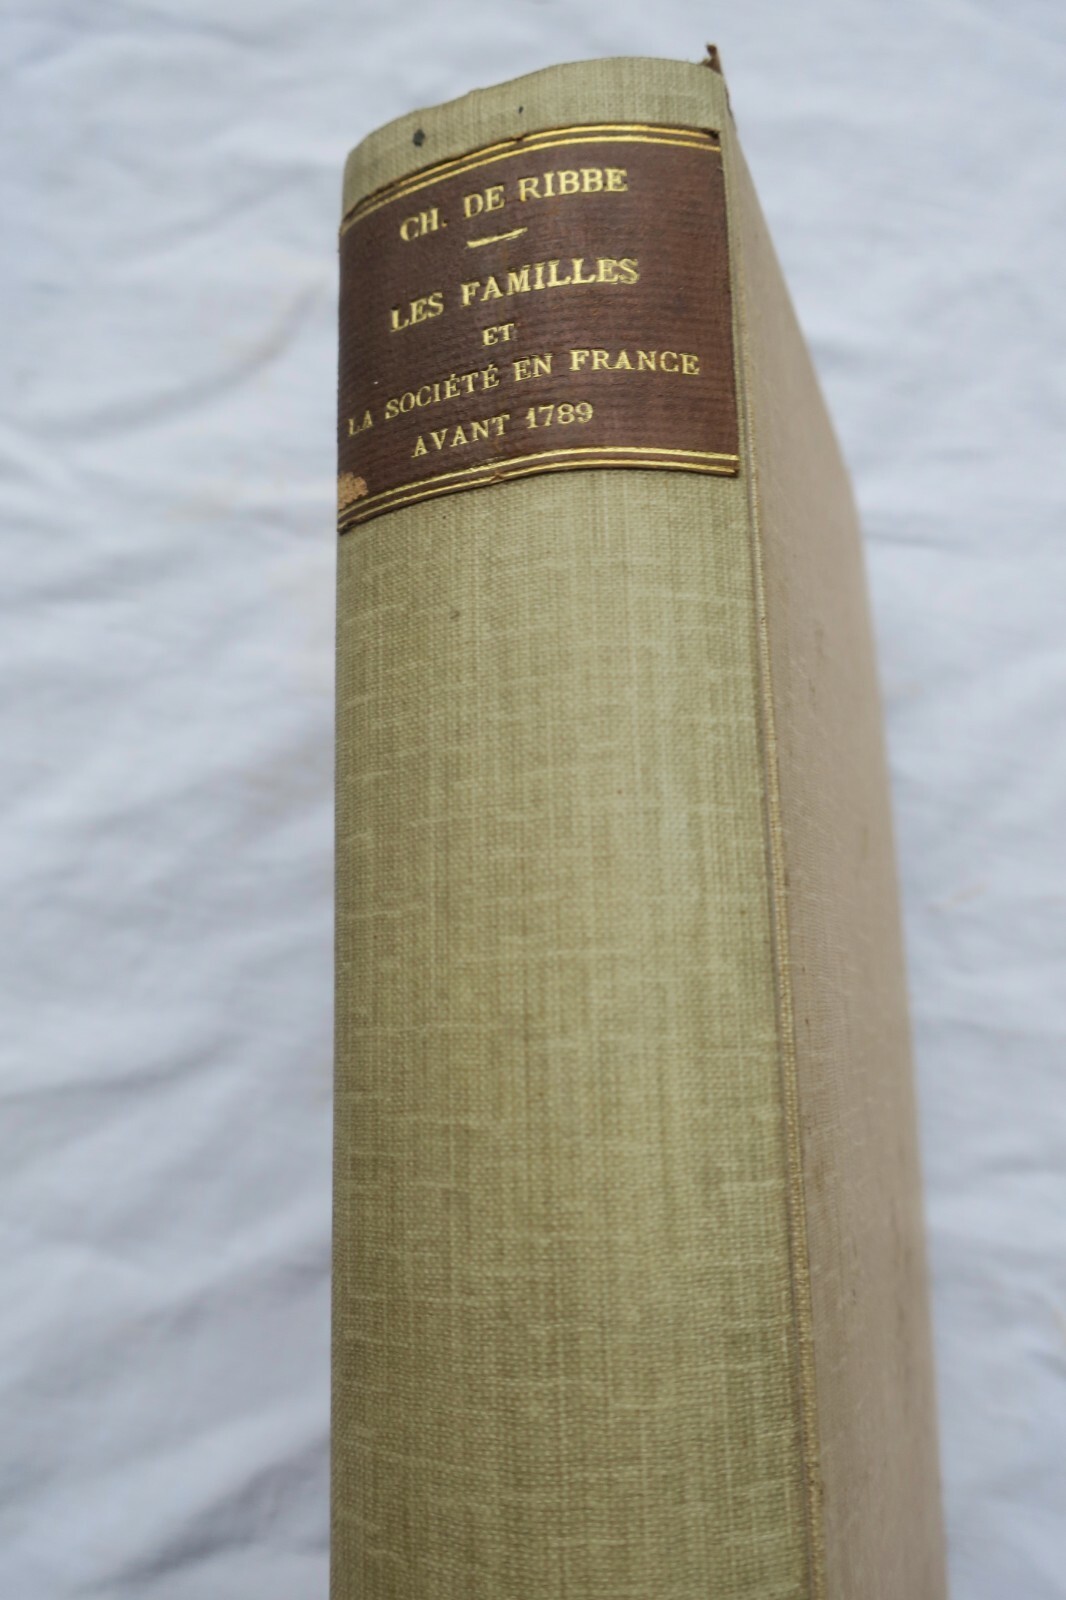 CH. DE RIBBE
LES FAMILLES
ET
LA SOCIÉTÉ EN FRANCE
AVANT 1789